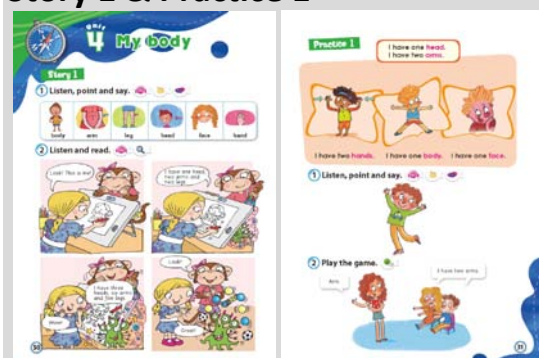 Story 1 & Practice 1
Unit
4 My body
Story 1
1 Listen, point and say.
body arm leg head face hand
2 Listen and read.
Look! This is me!
I have one head,
two arms and
two legs.
I have three
heads, six arms
and five legs.
Wow!
Look!
Great!
30
Practice 1
I have one head.
I have two arms.
I have two hands. I have one body. I have one face.
1 Listen, point and say.
2 Play the game.
Arm.
I have two arms.
31